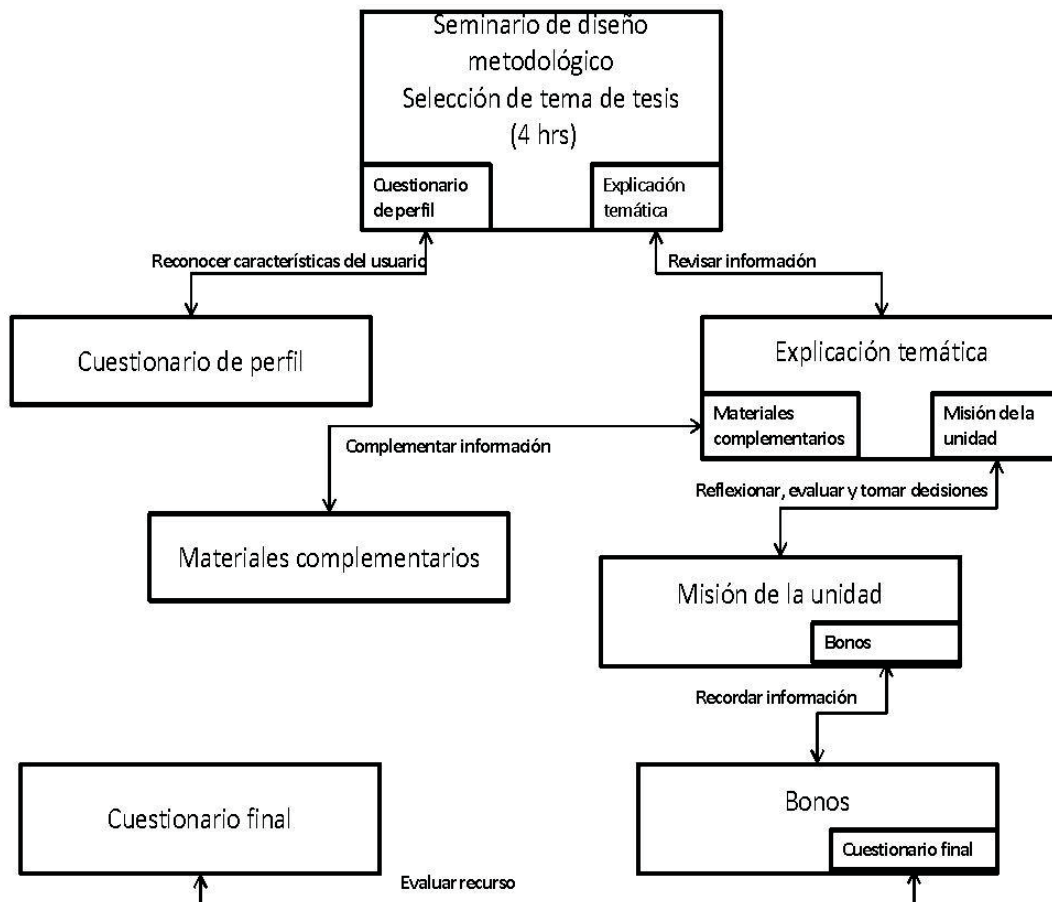 Seminario de diseño
metodológico
Selección de tema de tesis
(4 hrs)
Cuestionario
de perfil
Explicación
temática
Reconocer características del usuario
Revisar información
Cuestionario de perfil
Explicación temática
Materiales
complementarios
Misión de la
unidad
Complementar información
Reflexionar, evaluar y tomar decisiones
Materiales complementarios
Misión de la unidad
Bonos
Recordar información
Cuestionario final
Bonos
Cuestionario final
Evaluar recurso